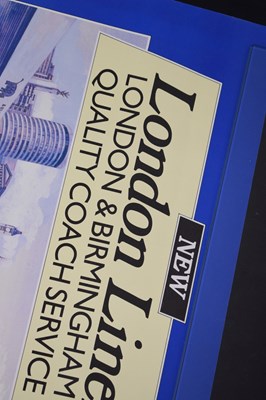 NEW
London Line
LONDON & BIRMINGHAM
QUALITY COACH SERVICE